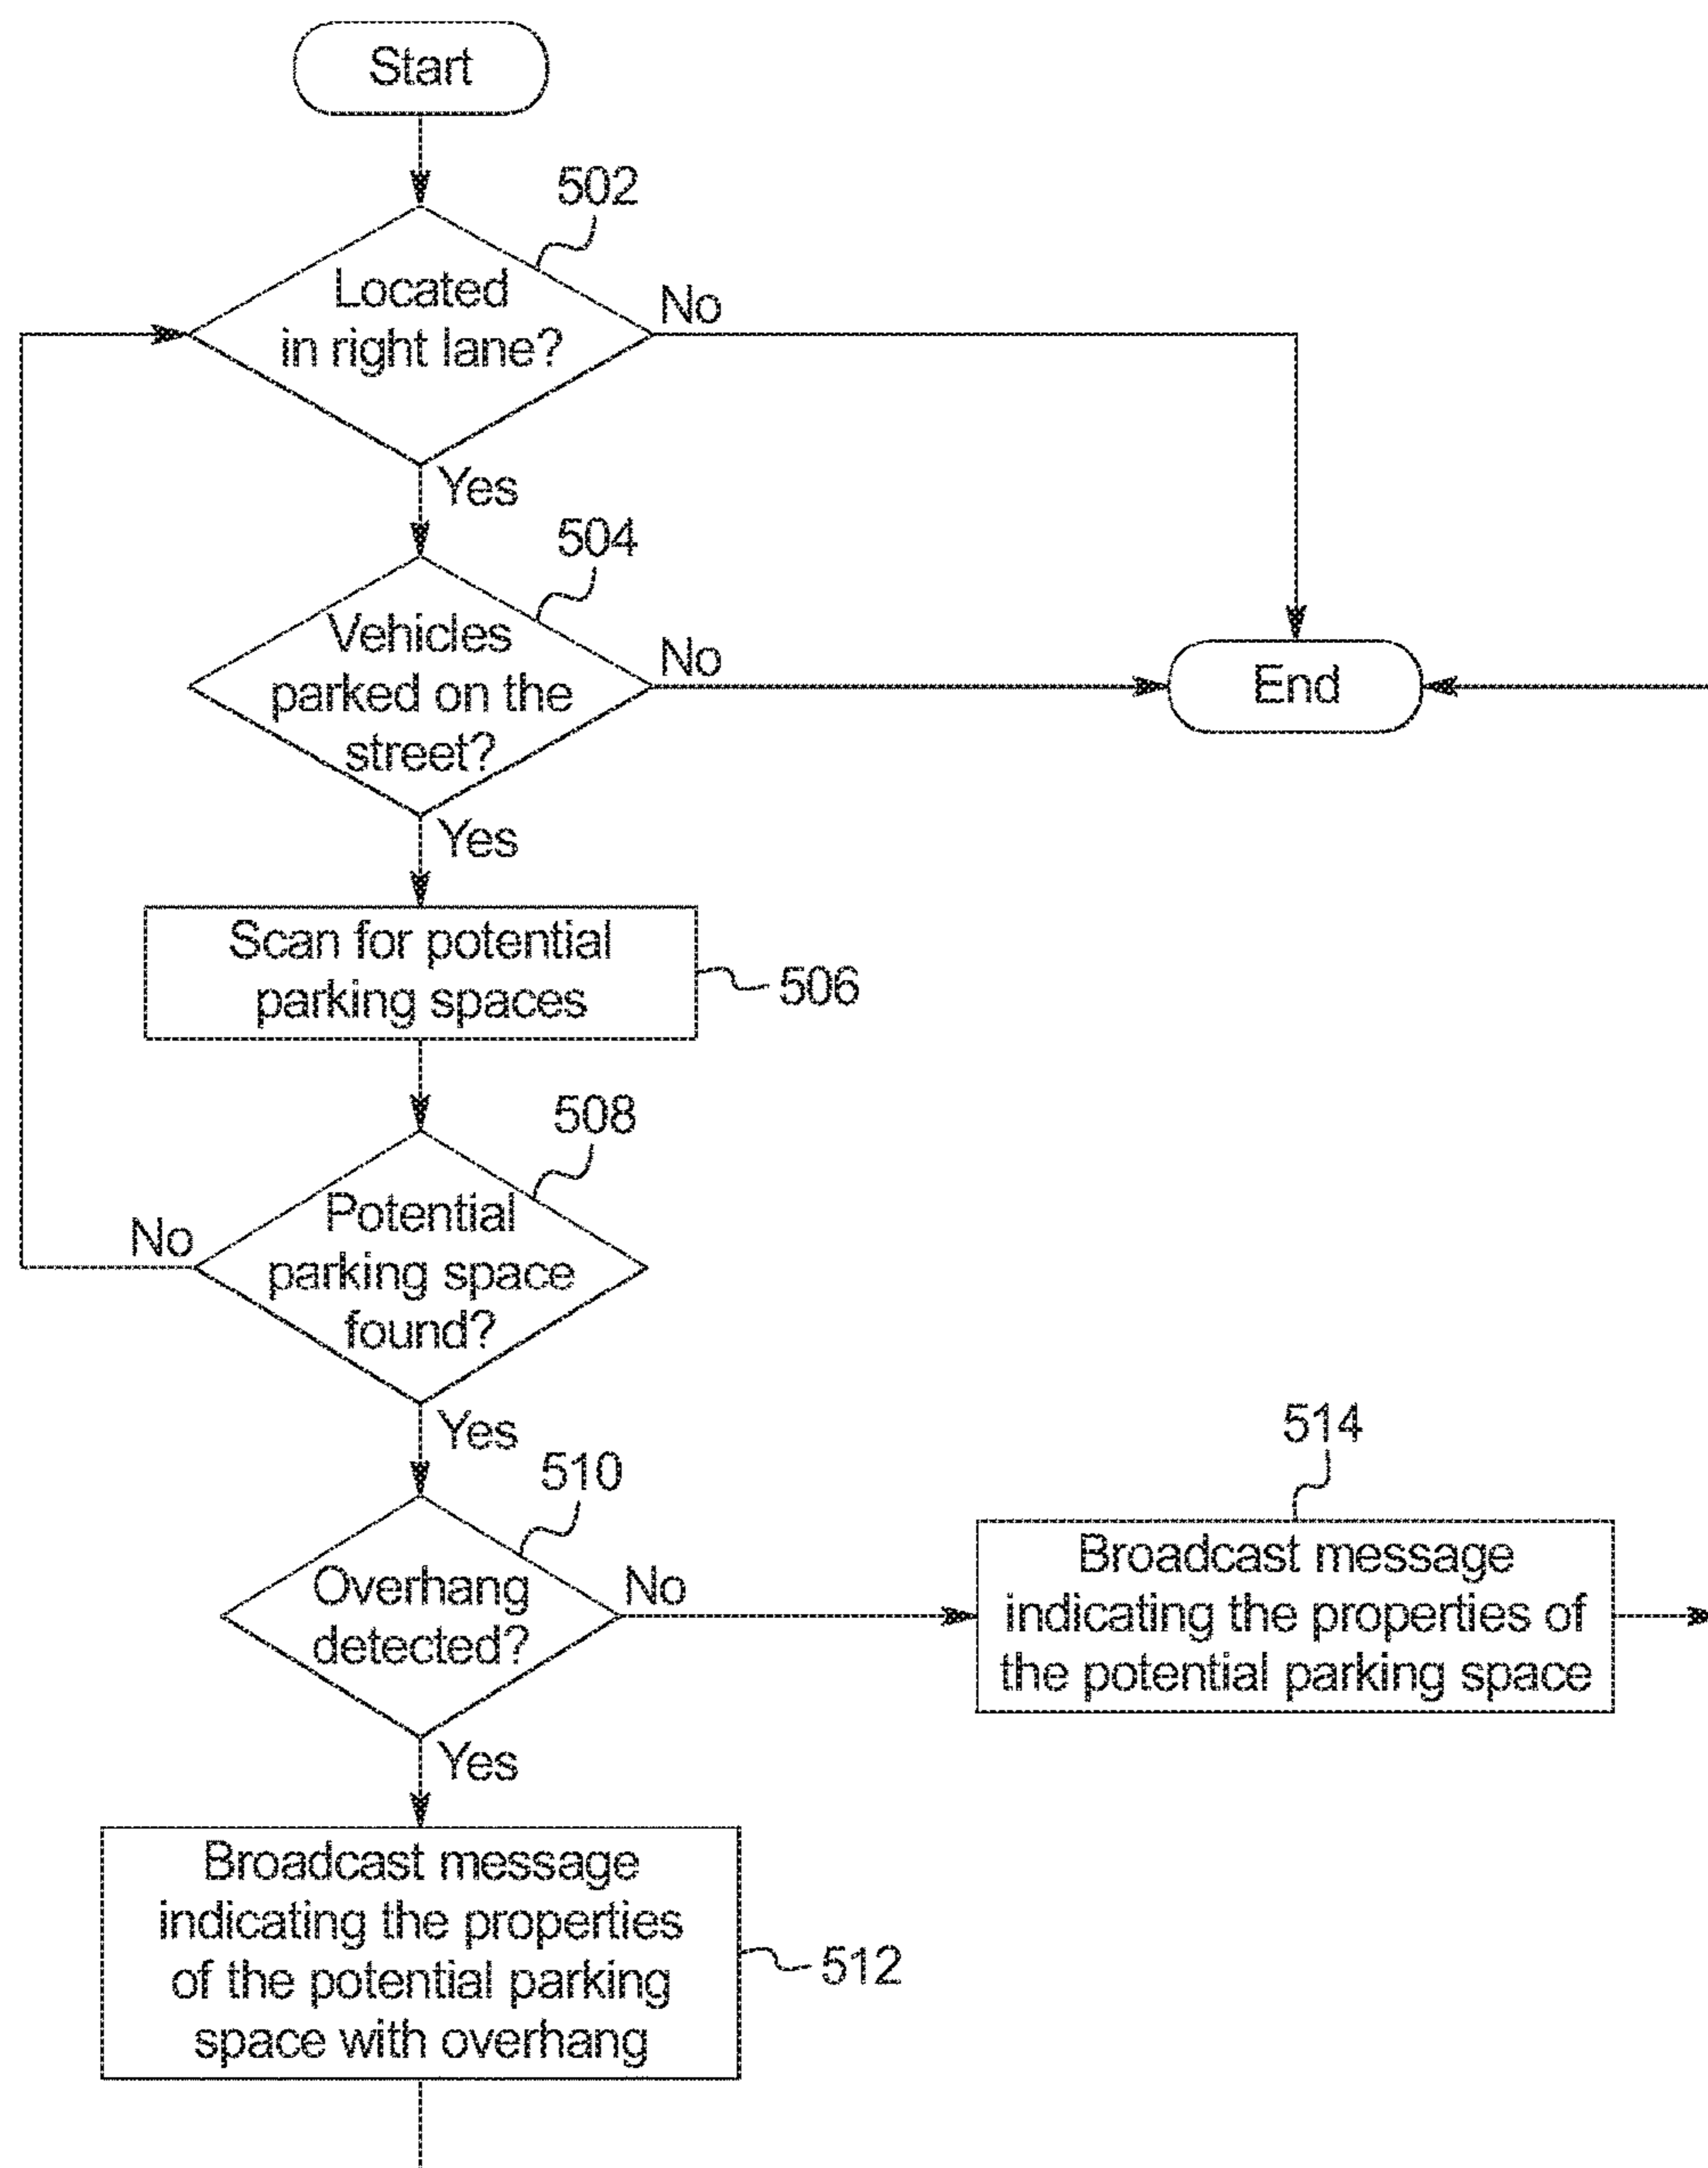 Start
502
Located
in right lane?
No
Yes
504
Vehicles
parked on the
street?
No
End
Yes
Scan for potential
parking spaces
506
508
Potential
parking space
found?
No
Yes
510
Overhang
detected?
No
514
Broadcast message
indicating the properties of
the potential parking space
Yes
Broadcast message
indicating the properties
of the potential parking
space with overhang
512